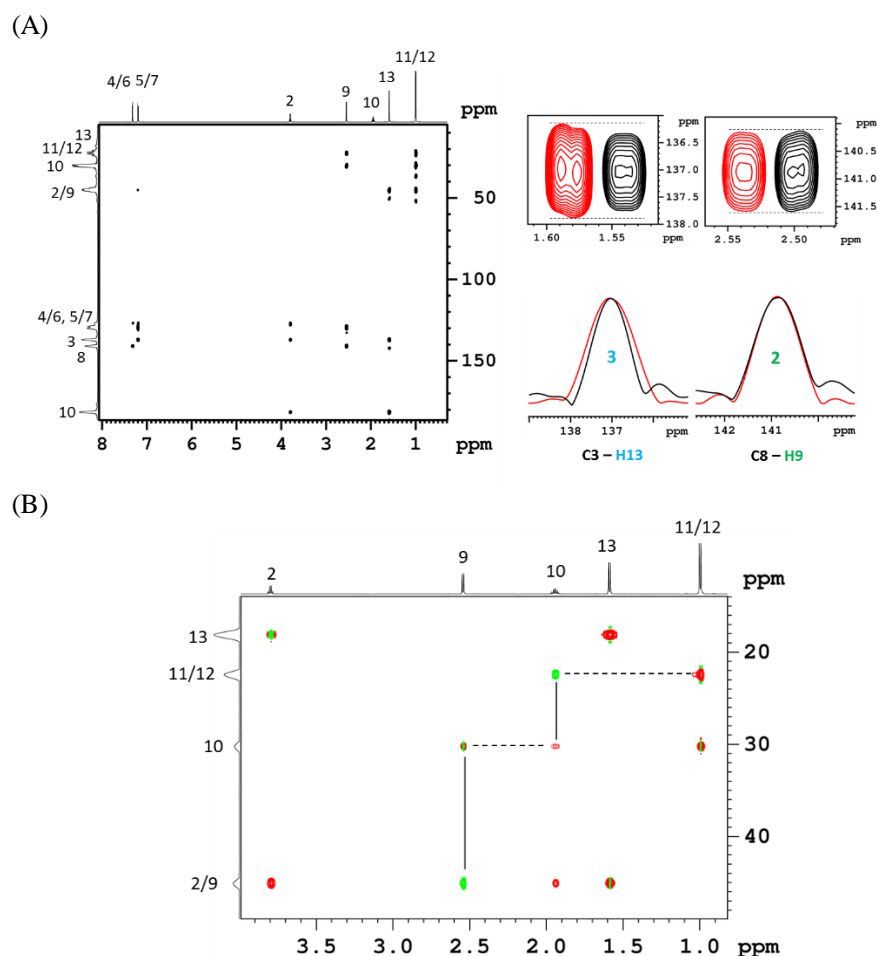 (A)
11/12
4/6 5/7
13
9
2
10
ppm
13
11/12
10
2/9
50
100
4/6, 5/7
3
8
150
10
8 7 6 5 4 3 2 1 ppm
ppm
136.5
137.0
137.5
138.0
1.60 1.55 ppm
ppm
140.5
141.0
141.5
2.55 2.50 ppm
3
138 137 ppm
C3 – H13
2
142 141 ppm
C8 – H9
(B)
11/12
13
2
9
10
ppm
13
20
11/12
10
30
40
2/9
3.5 3.0 2.5 2.0 1.5 1.0 ppm